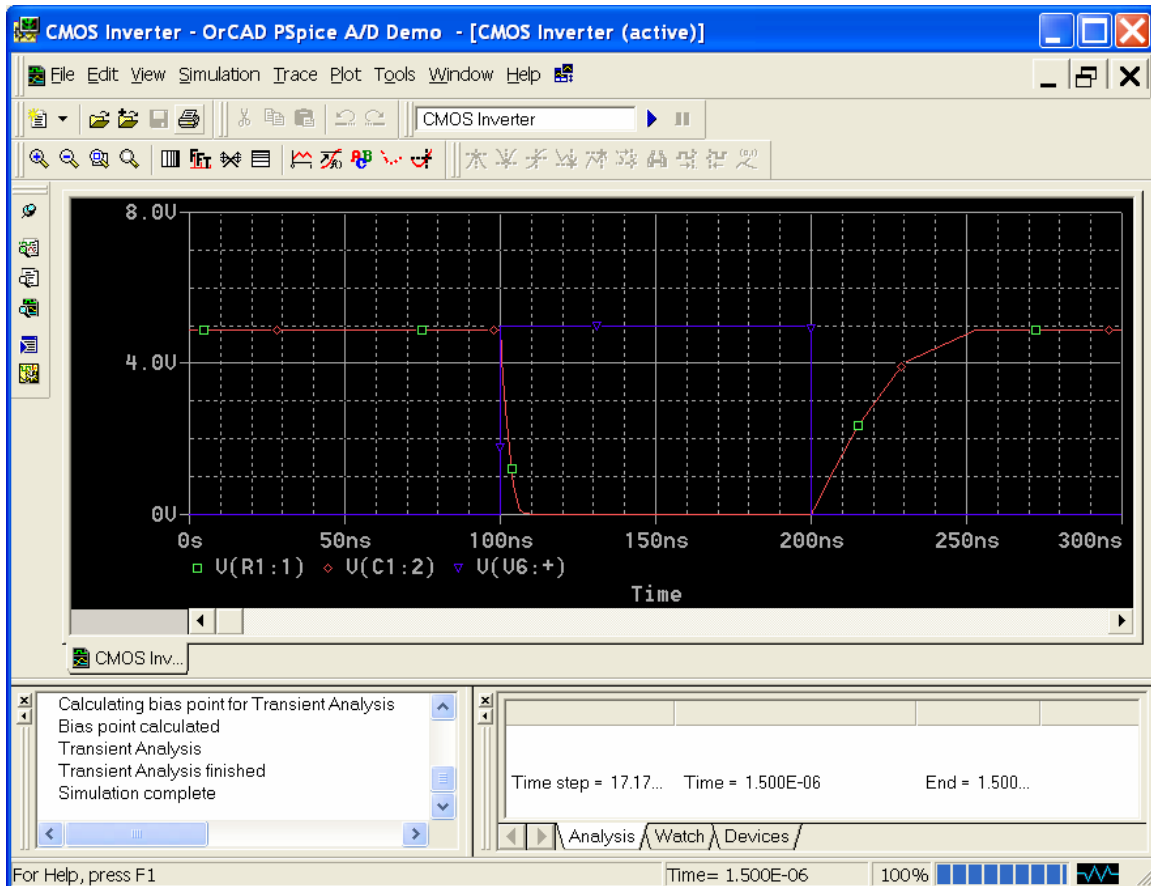 CMOS Inverter - OrCAD PSpice A/D Demo - [CMOS Inverter (active)]
File Edit View Simulation Trace Plot Tools Window Help
CMOS Inverter
8.0V
4.0V
0V
0s 50ns 100ns 150ns 200ns 250ns 300ns
V(R1:1) V(C1:2) V(V6:+)
Time
CMOS Inv...
Calculating bias point for Transient Analysis
Bias point calculated
Transient Analysis
Transient Analysis finished
Simulation complete
Time step = 17.17... Time = 1.500E-06 End = 1.500...
Analysis Watch Devices
For Help, press F1 Time= 1.500E-06 100%